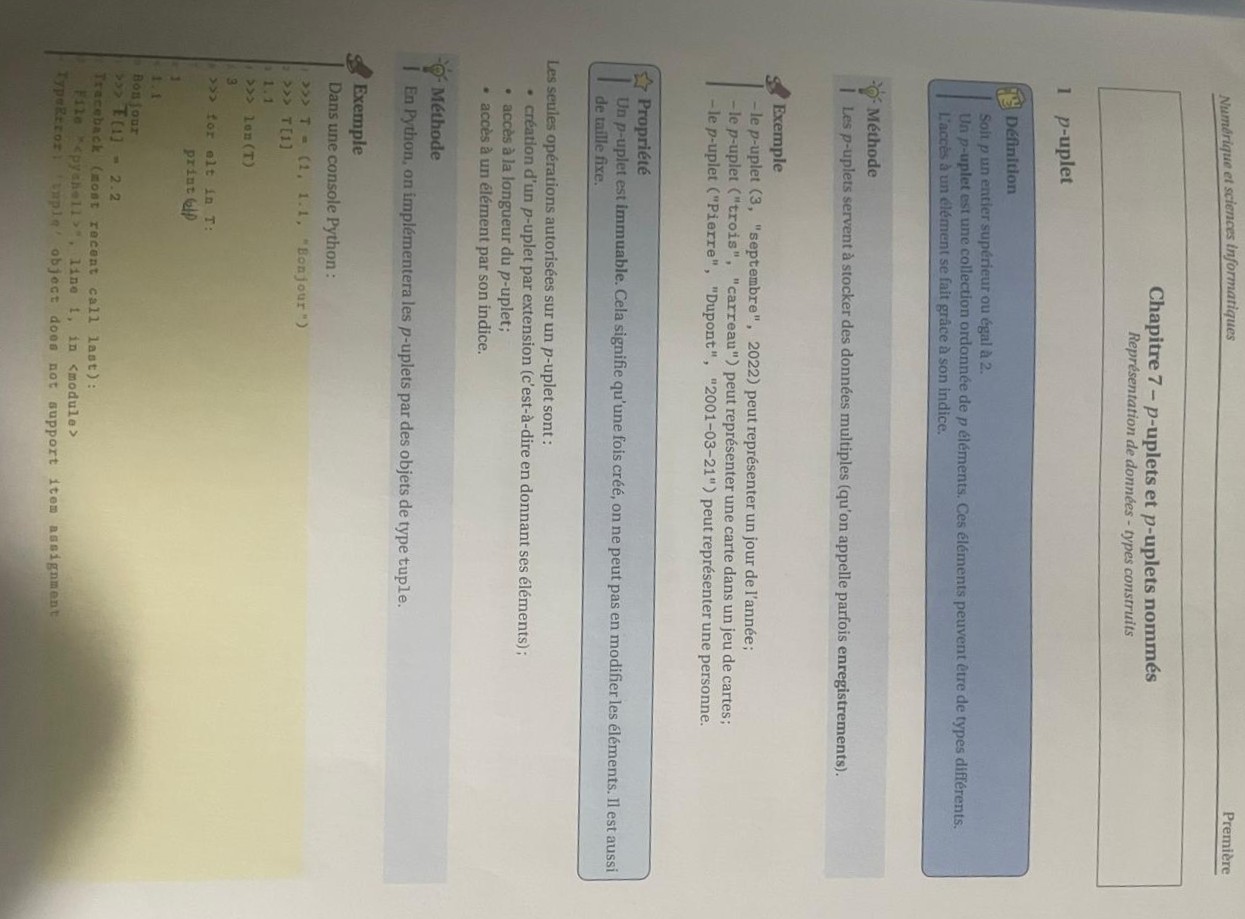 Numérique et sciences informatiques
Première
Chapitre 7 – p-uplets et p-uplets nommés
Représentation de données - types construits
1 p-uplet
Définition
Soit p un entier supérieur ou égal à 2.
Un p-uplet est une collection ordonnée de p éléments. Ces éléments peuvent être de types différents.
L'accès à un élément se fait grâce à son indice.
Méthode
Les p-uplets servent à stocker des données multiples (qu'on appelle parfois enregistrements).
Exemple
– le p-uplet (3, "septembre", 2022) peut représenter un jour de l'année;
– le p-uplet ("trois", "carreau") peut représenter une carte dans un jeu de cartes;
– le p-uplet ("Pierre", "Dupont", "2001-03-21") peut représenter une personne.
Propriété
Un p-uplet est immuable. Cela signifie qu'une fois créé, on ne peut pas en modifier les éléments. Il est aussi
de taille fixe.
Les seules opérations autorisées sur un p-uplet sont :
• création d'un p-uplet par extension (c'est-à-dire en donnant ses éléments);
• accès à la longueur du p-uplet;
• accès à un élément par son indice.
Méthode
En Python, on implémentera les p-uplets par des objets de type tuple.
Exemple
Dans une console Python :
>>> T = (1, 1.1, "Bonjour")
>>> T[1]
1.1
>>> len(T)
3
>>> for elt in T:
print
1
1.1
Bonjour
>>> T[1] = 2.2
Traceback (most recent call last):
File "<pyshell>", line 1, in <module>
TypeError: 'tuple' object does not support item assignment